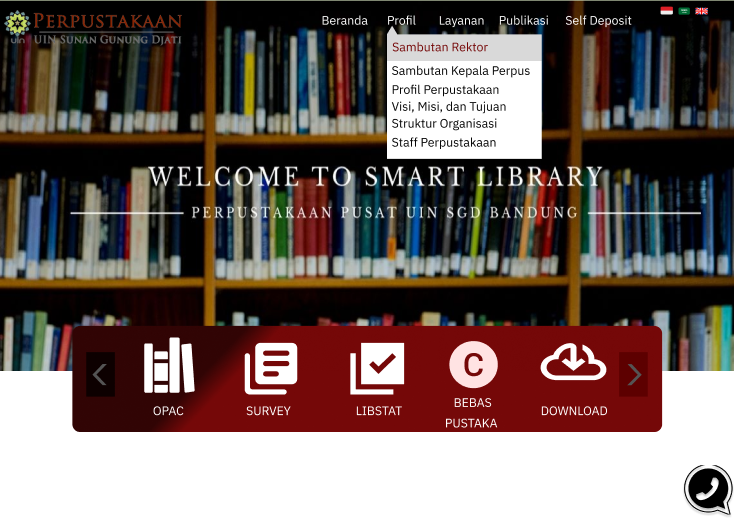 PERPUSTAKAAN
UIN SUNAN GUNUNG DJATI
uin
Beranda Profil Layanan Publikasi Self Deposit
Sambutan Rektor
Sambutan Kepala Perpus
Profil Perpustakaan
Visi, Misi, dan Tujuan
Struktur Organisasi
Staff Perpustakaan
WELCOME TO SMART LIBRARY
PERPUSTAKAAN PUSAT UIN SGD BANDUNG
C
OPAC SURVEY LIBSTAT BEBAS PUSTAKA DOWNLOAD